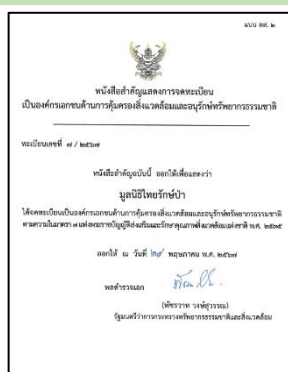 แบบ ทส. ๒
หนังสือสำคัญแสดงการจดทะเบียน
เป็นองค์กรเอกชนด้านการคุ้มครองสิ่งแวดล้อมและอนุรักษ์ทรัพยากรธรรมชาติ
ทะเบียนเลขที่ ๗ / ๒๕๖๗
หนังสือสำคัญฉบับนี้ ออกให้เพื่อแสดงว่า
มูลนิธิไทยรักษ์ป่า
ได้จดทะเบียนเป็นองค์กรเอกชนด้านการคุ้มครองสิ่งแวดล้อมและอนุรักษ์ทรัพยากรธรรมชาติ
ตามความในมาตรา ๗ แห่งพระราชบัญญัติส่งเสริมและรักษาคุณภาพสิ่งแวดล้อมแห่งชาติ พ.ศ. ๒๕๓๕
ออกให้ ณ วันที่ พฤษภาคม พ.ศ. ๒๕๖๗
พลตำรวจเอก
(พัชรวาท วงษ์สุวรรณ)
รัฐมนตรีว่าการกระทรวงทรัพยากรธรรมชาติและสิ่งแวดล้อม